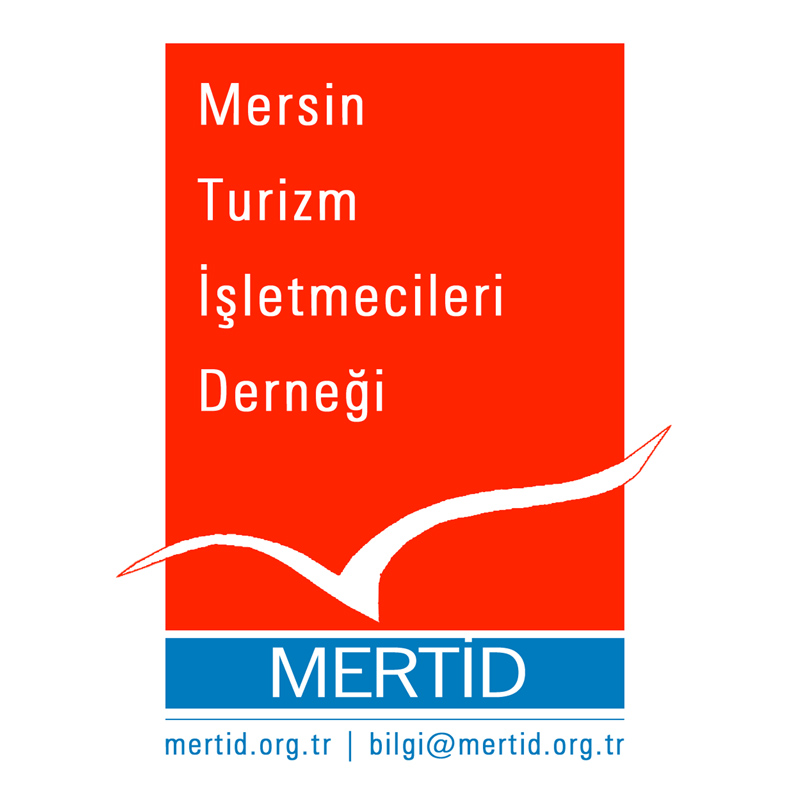 Mersin
Turizm
İşletmecileri
Derneği
MERTİD
mertid.org.tr | bilgi@mertid.org.tr